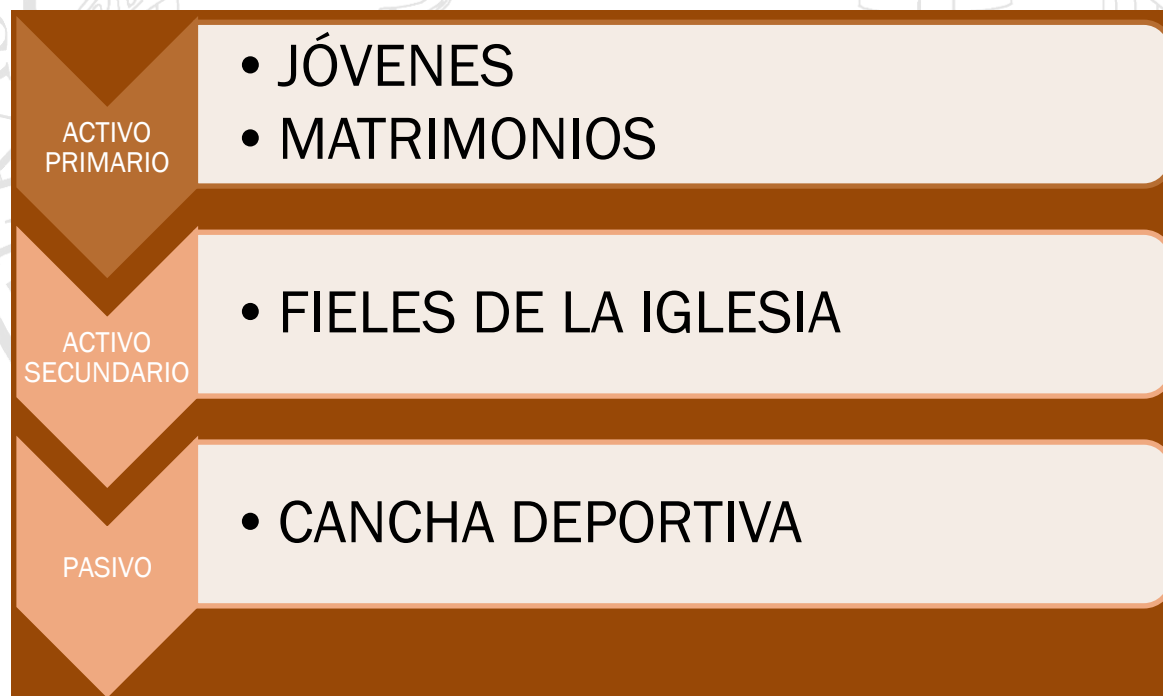 ACTIVO
PRIMARIO
• JÓVENES
• MATRIMONIOS
ACTIVO
SECUNDARIO
• FIELES DE LA IGLESIA
PASIVO
• CANCHA DEPORTIVA